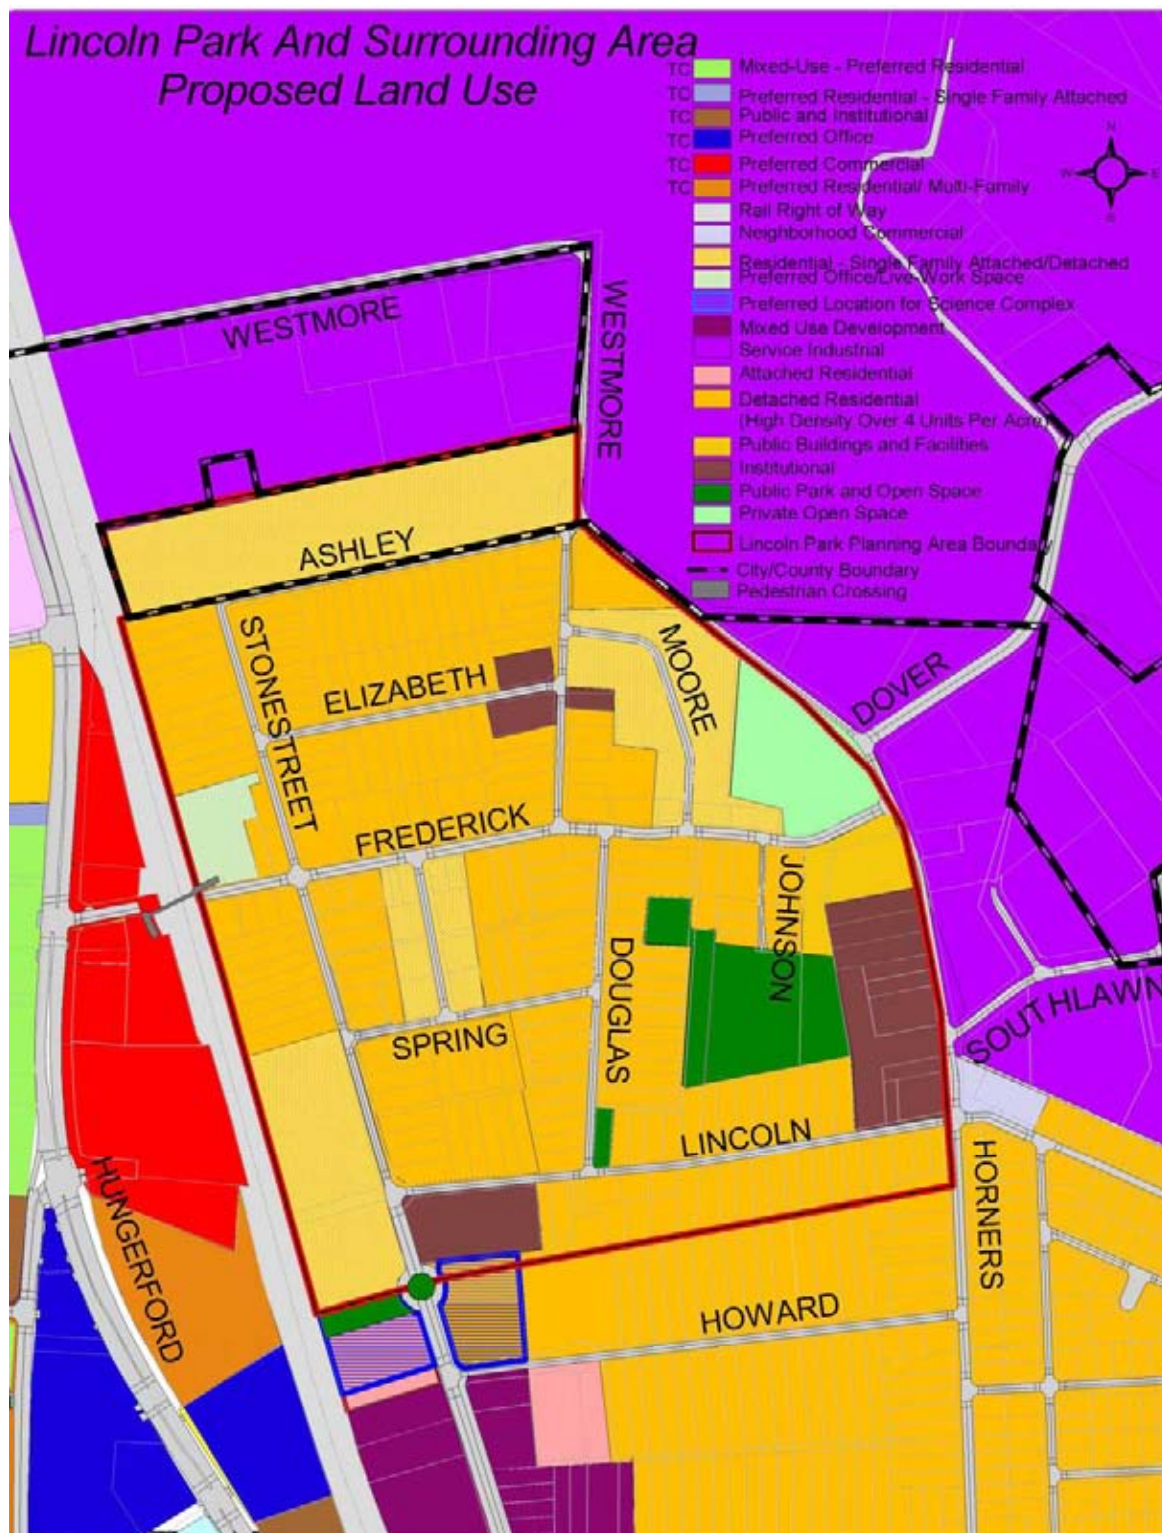 Lincoln Park And Surrounding Area
Proposed Land Use
TC Mixed-Use - Preferred Residential
TC Preferred Residential - Single Family Attached
TC Public and Institutional
TC Preferred Office
TC Preferred Commercial
TC Preferred Residential/ Multi-Family
Rail Right of Way
Neighborhood Commercial
Residential - Single Family Attached/Detached
Preferred Office/Live-Work Space
Preferred Location for Science Complex
Mixed Use Development
Service Industrial
Attached Residential
Detached Residential
(High Density Over 4 Units Per Acre)
Public Buildings and Facilities
Institutional
Public Park and Open Space
Private Open Space
Lincoln Park Planning Area Boundary
City/County Boundary
Pedestrian Crossing
N
W
E
S
WESTMORE
WESTMORE
ASHLEY
STONESTREET
ELIZABETH
MOORE
DOVER
FREDERICK
JOHNSON
DOUGLAS
SPRING
SOUTHLAWN
LINCOLN
HUNGERFORD
HORNERS
HOWARD